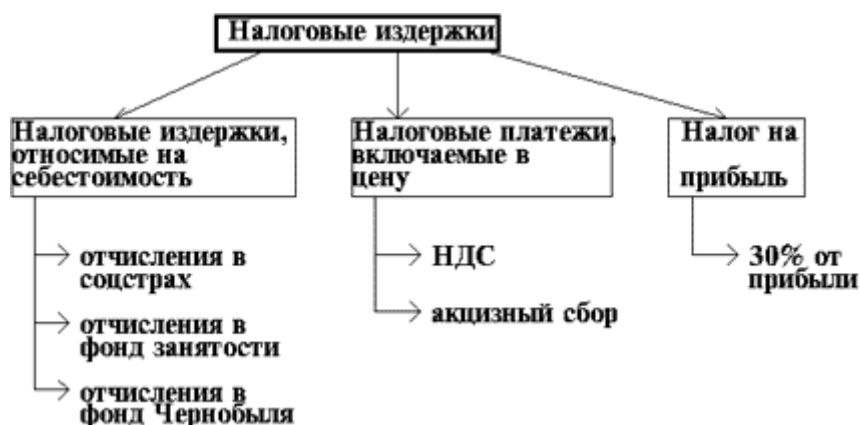 Налоговые издержки
Налоговые издержки,
относимые на
себестоимость
Налоговые платежи,
включаемые в
цену
Налог на
прибыль
отчисления в
соцстрах
отчисления в
фонд занятости
отчисления в
фонд Чернобыля
НДС
акцизный сбор
30% от
прибыли